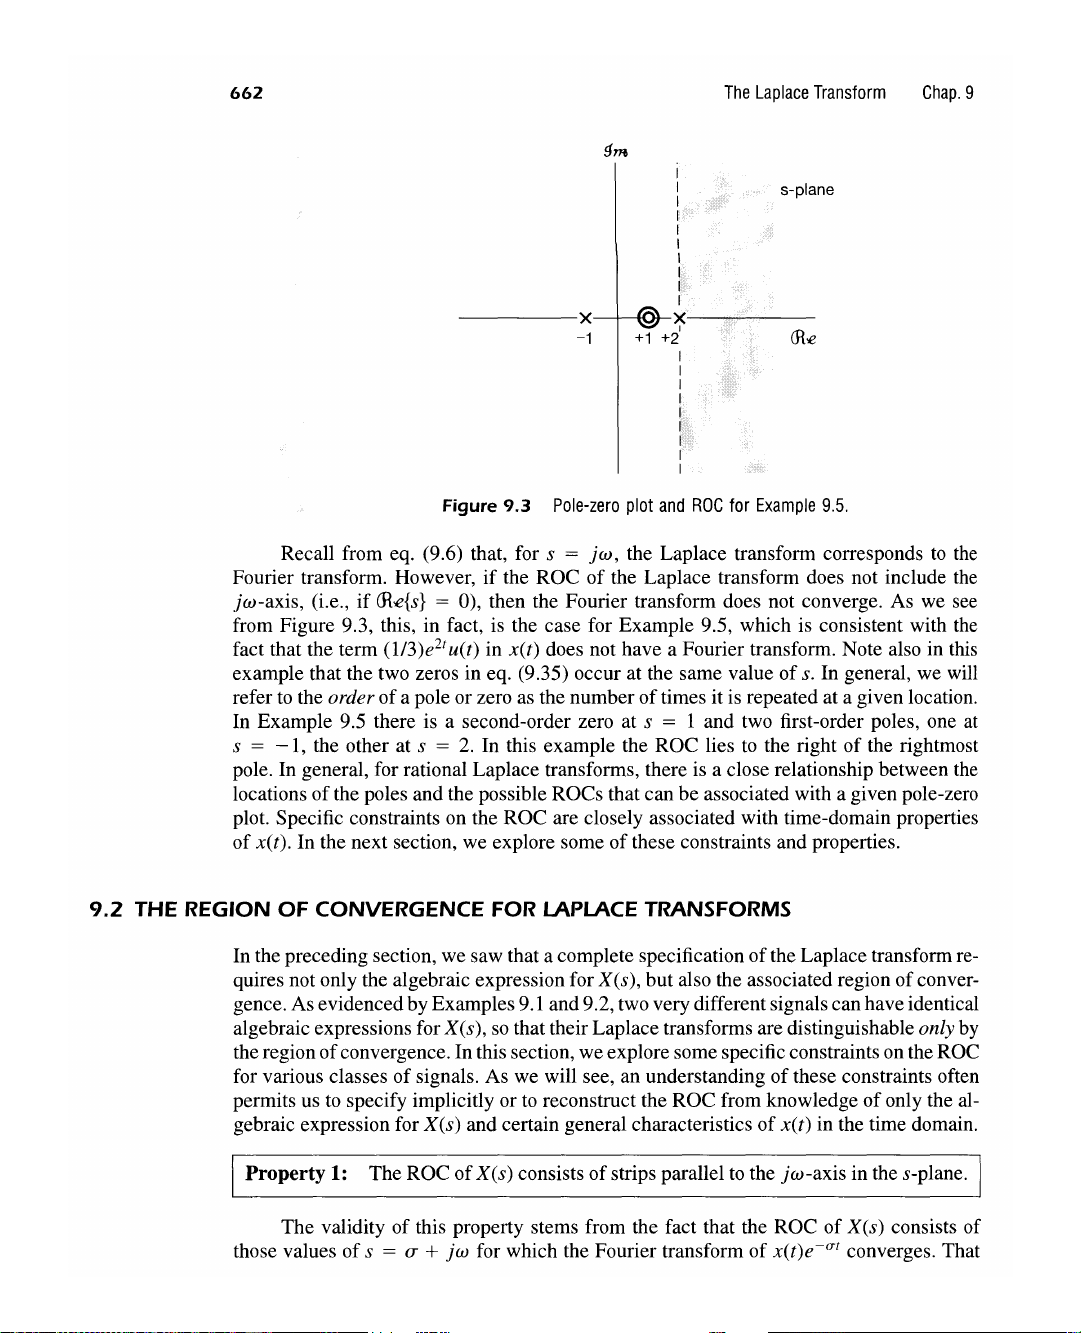 662 The Laplace Transform Chap. 9
𝓘𝓶
s-plane
-1 +1 +2 ℛℯ
Figure 9.3 Pole-zero plot and ROC for Example 9.5.
Recall from eq. (9.6) that, for s = jω, the Laplace transform corresponds to the
Fourier transform. However, if the ROC of the Laplace transform does not include the
jω-axis, (i.e., if ℛℯ{s} = 0), then the Fourier transform does not converge. As we see
from Figure 9.3, this, in fact, is the case for Example 9.5, which is consistent with the
fact that the term (1/3)e²ᵗu(t) in x(t) does not have a Fourier transform. Note also in this
example that the two zeros in eq. (9.35) occur at the same value of s. In general, we will
refer to the order of a pole or zero as the number of times it is repeated at a given location.
In Example 9.5 there is a second-order zero at s = 1 and two first-order poles, one at
s = -1, the other at s = 2. In this example the ROC lies to the right of the rightmost
pole. In general, for rational Laplace transforms, there is a close relationship between the
locations of the poles and the possible ROCs that can be associated with a given pole-zero
plot. Specific constraints on the ROC are closely associated with time-domain properties
of x(t). In the next section, we explore some of these constraints and properties.
9.2 THE REGION OF CONVERGENCE FOR LAPLACE TRANSFORMS
In the preceding section, we saw that a complete specification of the Laplace transform re-
quires not only the algebraic expression for X(s), but also the associated region of conver-
gence. As evidenced by Examples 9.1 and 9.2, two very different signals can have identical
algebraic expressions for X(s), so that their Laplace transforms are distinguishable only by
the region of convergence. In this section, we explore some specific constraints on the ROC
for various classes of signals. As we will see, an understanding of these constraints often
permits us to specify implicitly or to reconstruct the ROC from knowledge of only the al-
gebraic expression for X(s) and certain general characteristics of x(t) in the time domain.
Property 1: The ROC of X(s) consists of strips parallel to the jω-axis in the s-plane.
The validity of this property stems from the fact that the ROC of X(s) consists of
those values of s = σ + jω for which the Fourier transform of x(t)e^{-σt} converges. That